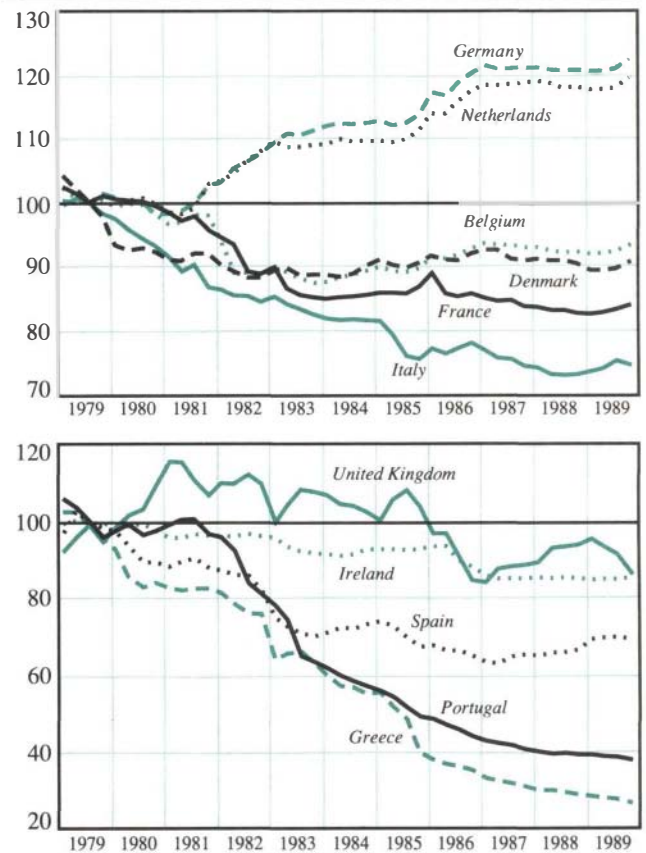 130
Germany
120
Netherlands
110
100
Belgium
90
Denmark
France
80
Italy
70
1979 1980 1981 1982 1983 1984 1985 1986 1987 1988 1989
120
United Kingdom
100
Ireland
80
Spain
60
Portugal
Greece
40
20
1979 1980 1981 1982 1983 1984 1985 1986 1987 1988 1989